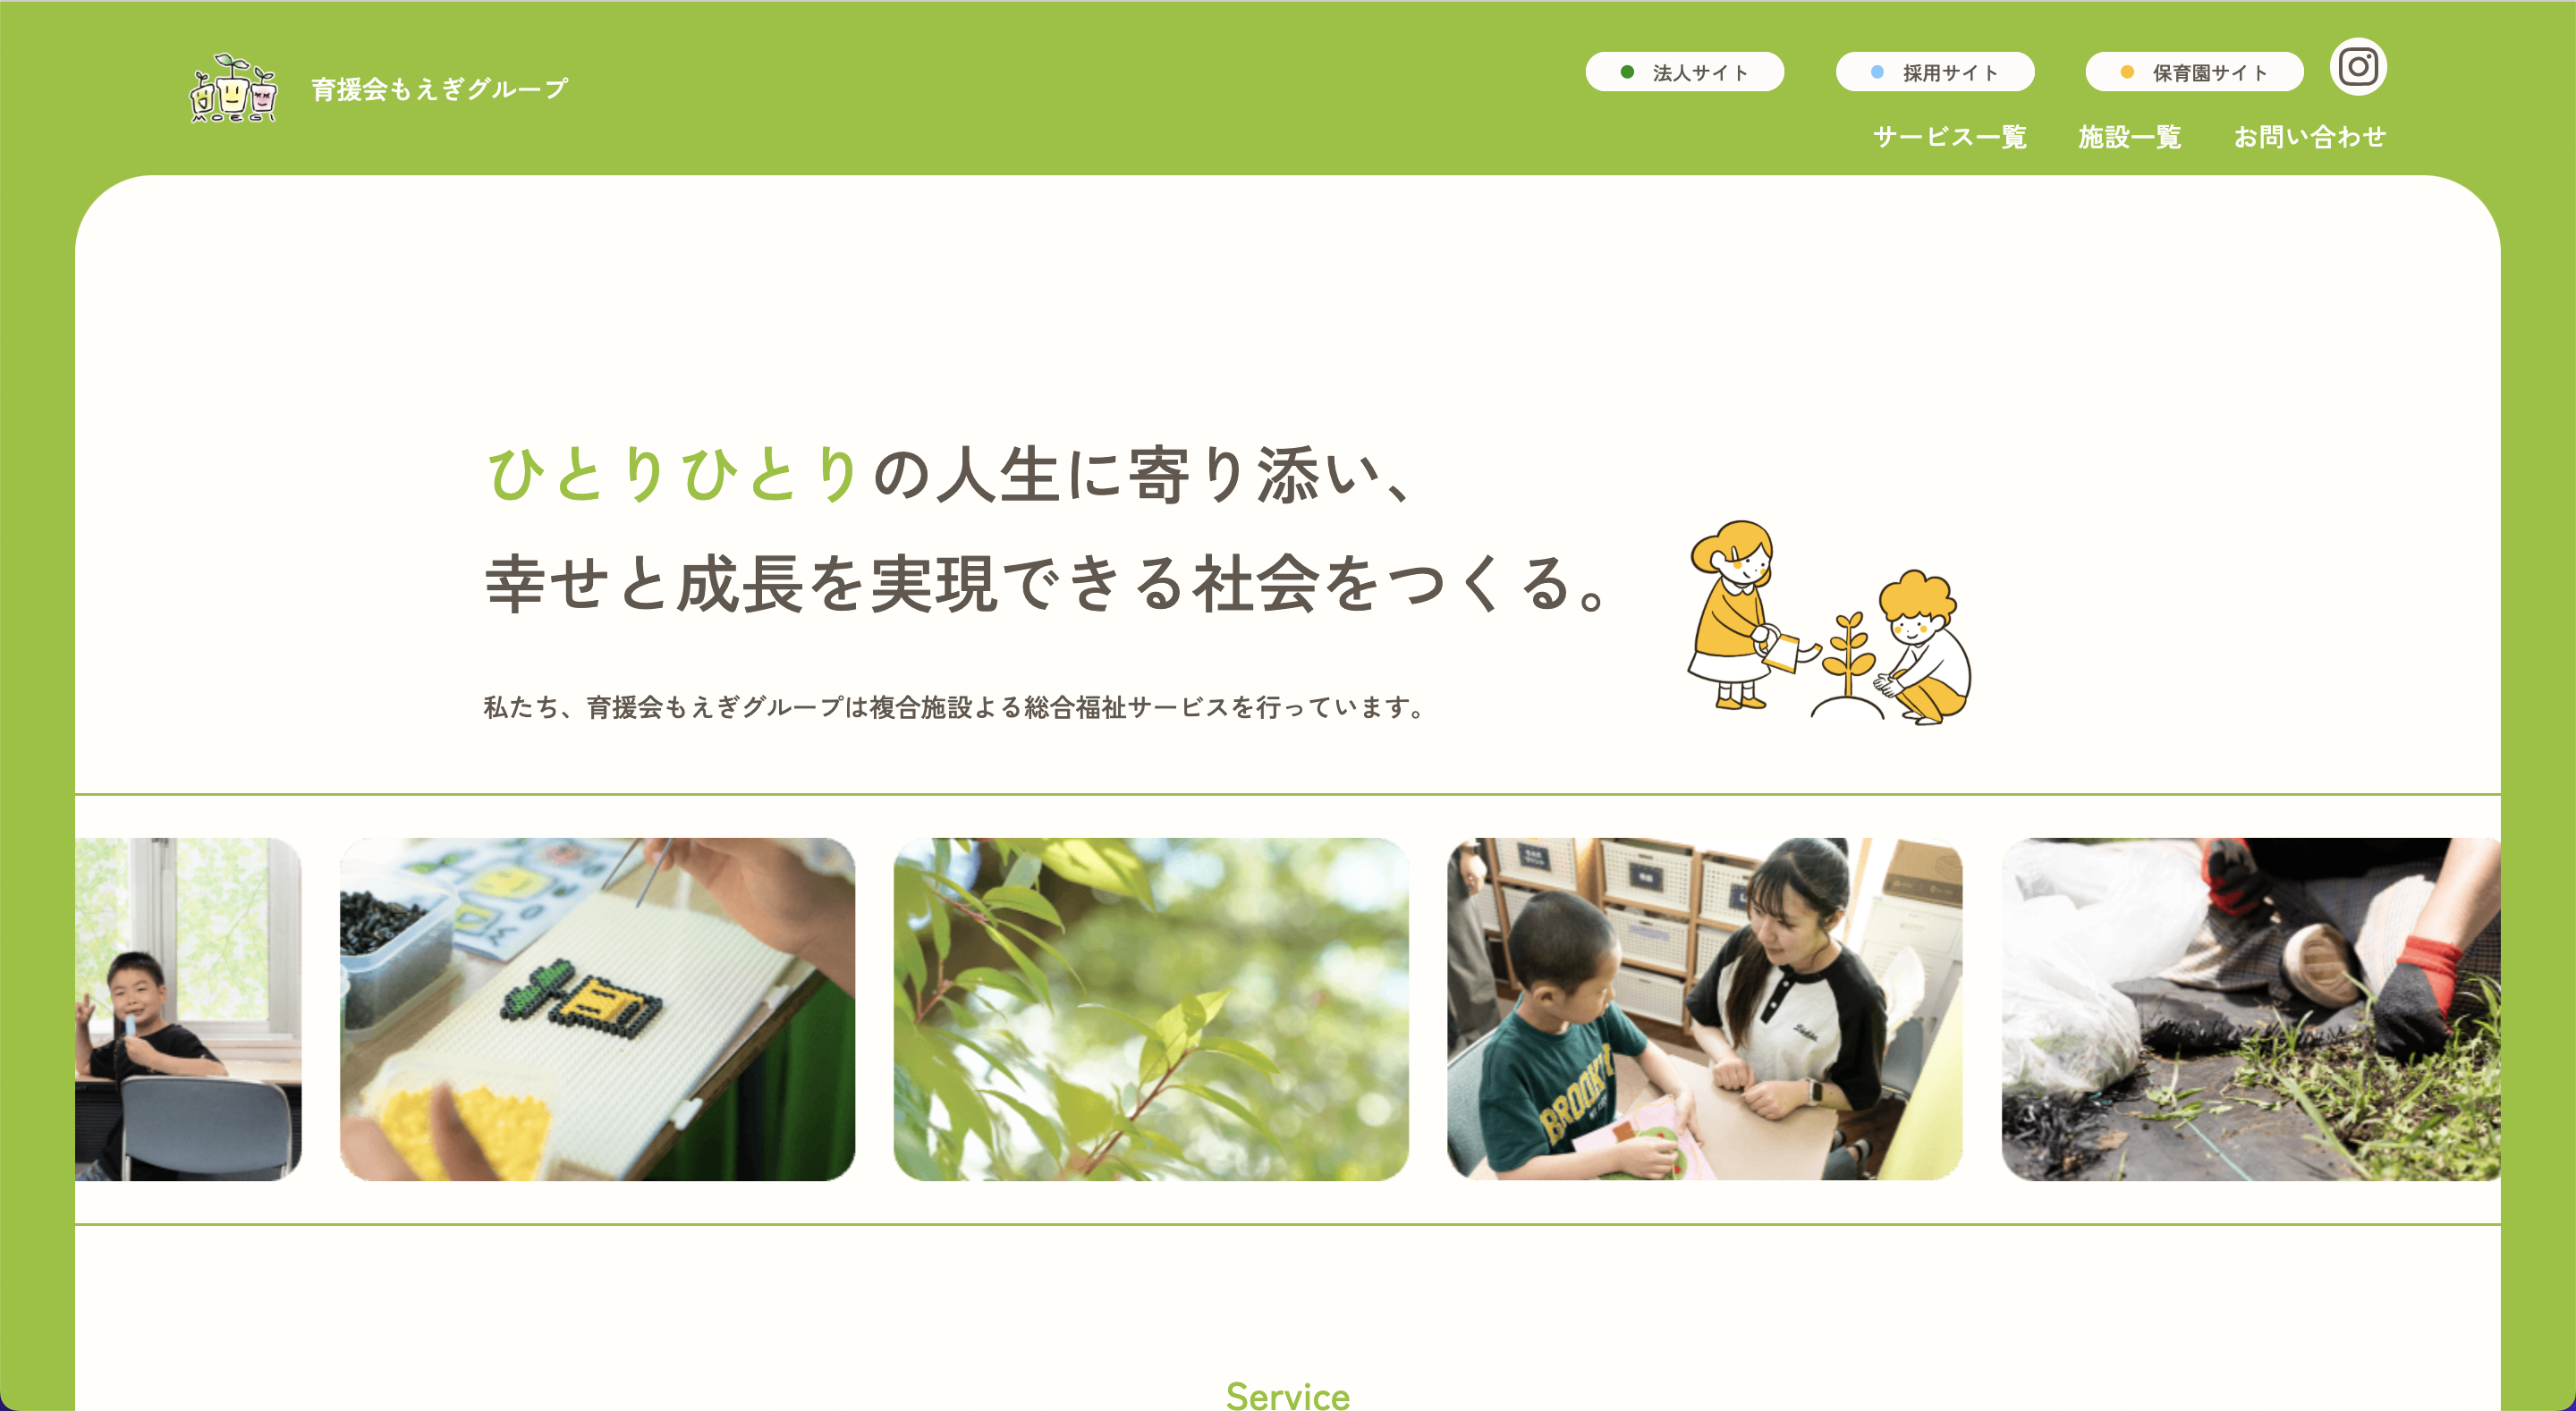 MOEGI
育援会もえぎグループ
法人サイト
採用サイト
保育園サイト
サービス一覧
施設一覧
お問い合わせ
ひとりひとりの人生に寄り添い、
幸せと成長を実現できる社会をつくる。
私たち、育援会もえぎグループは複合施設よる総合福祉サービスを行っています。
Service